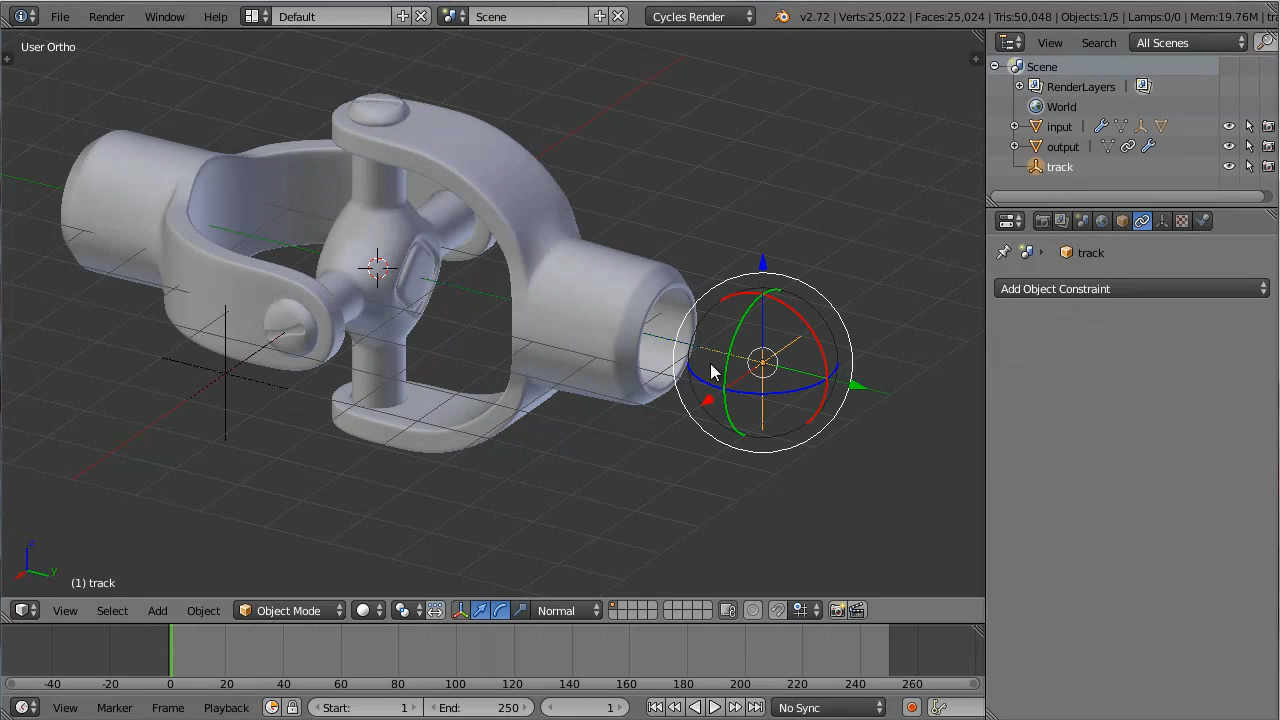 File Render Window Help Default Scene Cycles Render v2.72 | Verts:25,022 | Faces:25,024 | Tris:50,048 | Objects:1/5 | Lamps:0/0 | Mem:19.76M | tr
User Ortho
View Search All Scenes
Scene
RenderLayers |
World
input
output
track
track
Add Object Constraint
z
y
(1) track
View Select Add Object Object Mode Normal
-40 -20 0 20 40 60 80 100 120 140 160 180 200 220 240 260
View Marker Frame Playback Start: 1 End: 250 1 No Sync